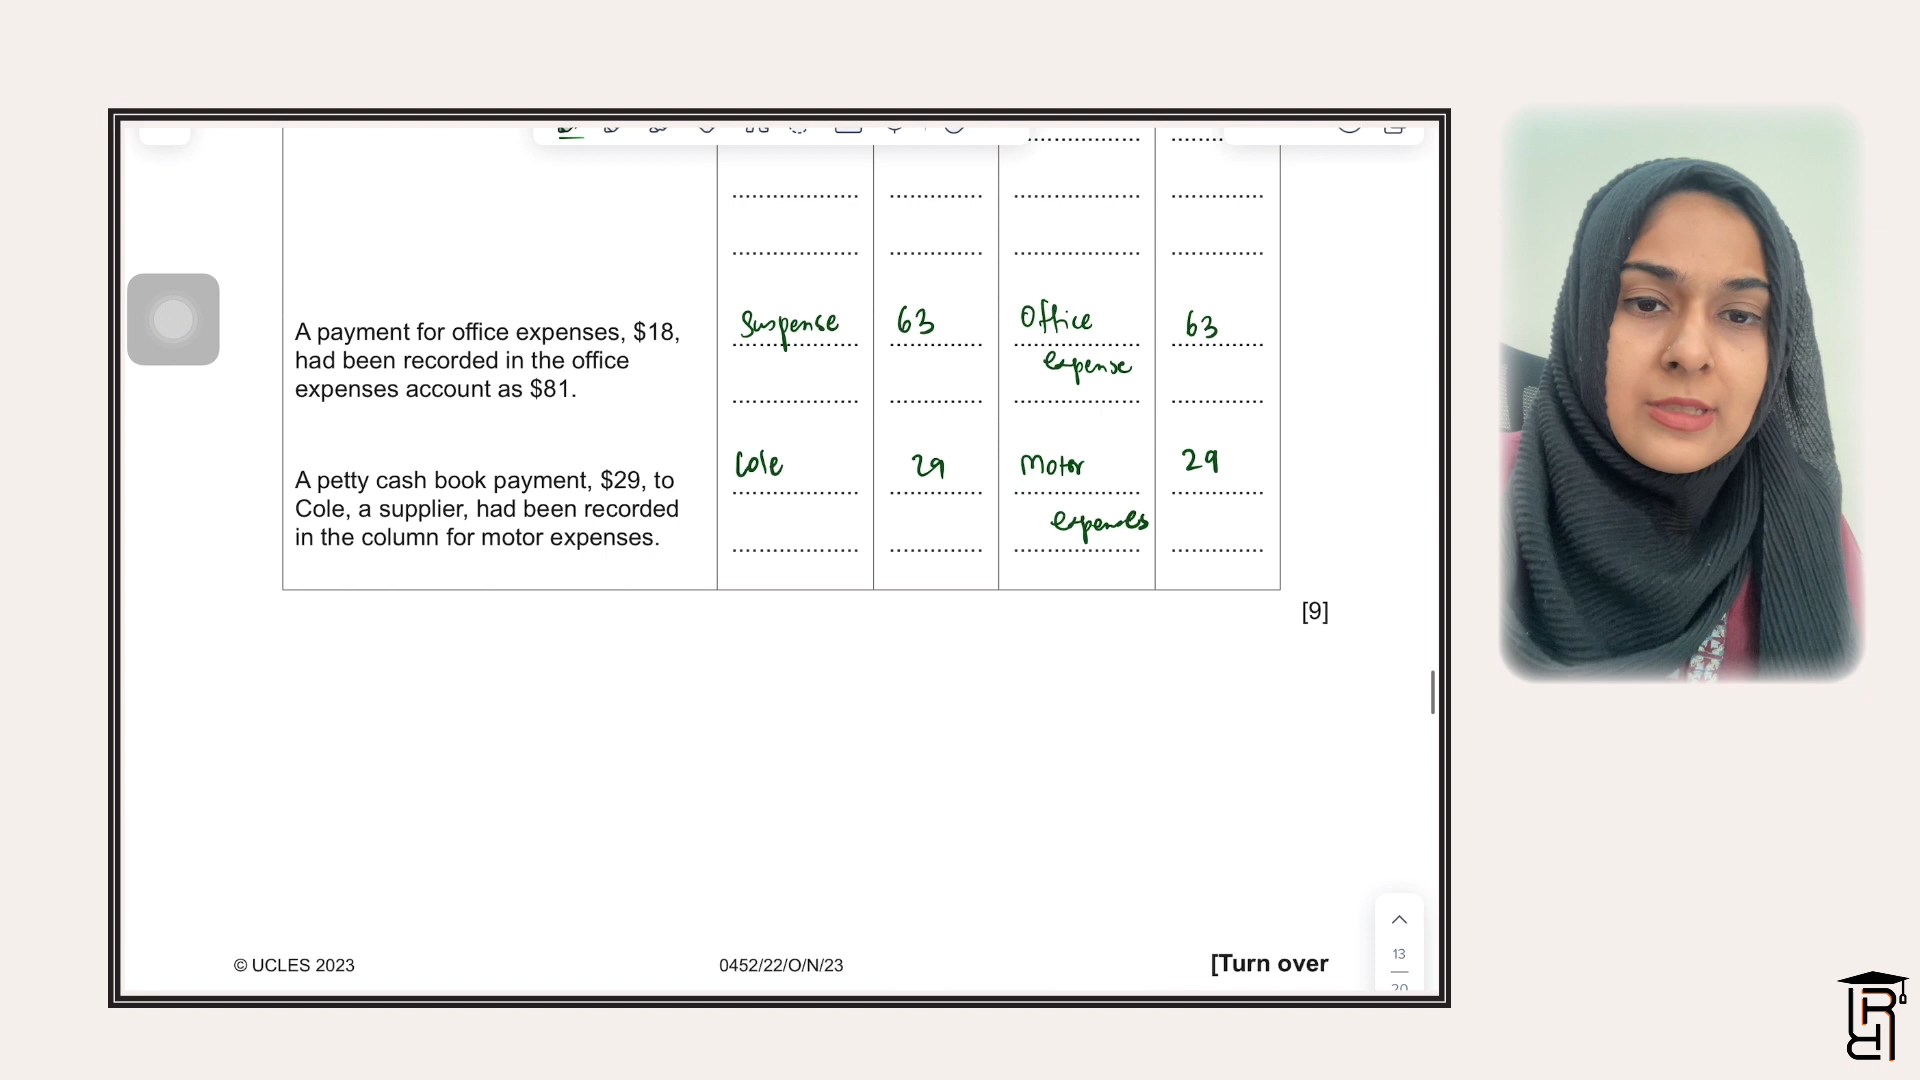 Suspense 63 Office 63
A payment for office expenses, $18,
had been recorded in the office
expense
expenses account as $81.
Cole 29 Motor 29
A petty cash book payment, $29, to
Cole, a supplier, had been recorded
expenses
in the column for motor expenses.
[9]
© UCLES 2023 0452/22/O/N/23 [Turn over
13
20